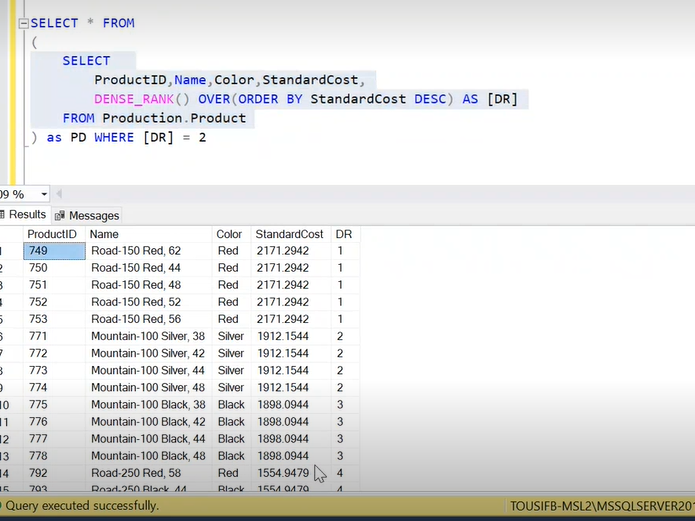 SELECT * FROM
(
SELECT
ProductID,Name,Color,StandardCost,
DENSE_RANK() OVER(ORDER BY StandardCost DESC) AS [DR]
FROM Production.Product
) as PD WHERE [DR] = 2
09 %
Results Messages
ProductID Name Color StandardCost DR
1 749 Road-150 Red, 62 Red 2171.2942 1
2 750 Road-150 Red, 44 Red 2171.2942 1
3 751 Road-150 Red, 48 Red 2171.2942 1
4 752 Road-150 Red, 52 Red 2171.2942 1
5 753 Road-150 Red, 56 Red 2171.2942 1
6 771 Mountain-100 Silver, 38 Silver 1912.1544 2
7 772 Mountain-100 Silver, 42 Silver 1912.1544 2
8 773 Mountain-100 Silver, 44 Silver 1912.1544 2
9 774 Mountain-100 Silver, 48 Silver 1912.1544 2
10 775 Mountain-100 Black, 38 Black 1898.0944 3
11 776 Mountain-100 Black, 42 Black 1898.0944 3
12 777 Mountain-100 Black, 44 Black 1898.0944 3
13 778 Mountain-100 Black, 48 Black 1898.0944 3
14 792 Road-250 Red, 58 Red 1554.9479 4
15 793 Road-250 Black, 44 Black 1554.9479 4
Query executed successfully. TOUSIFB-MSL2\MSSQLSERVER201